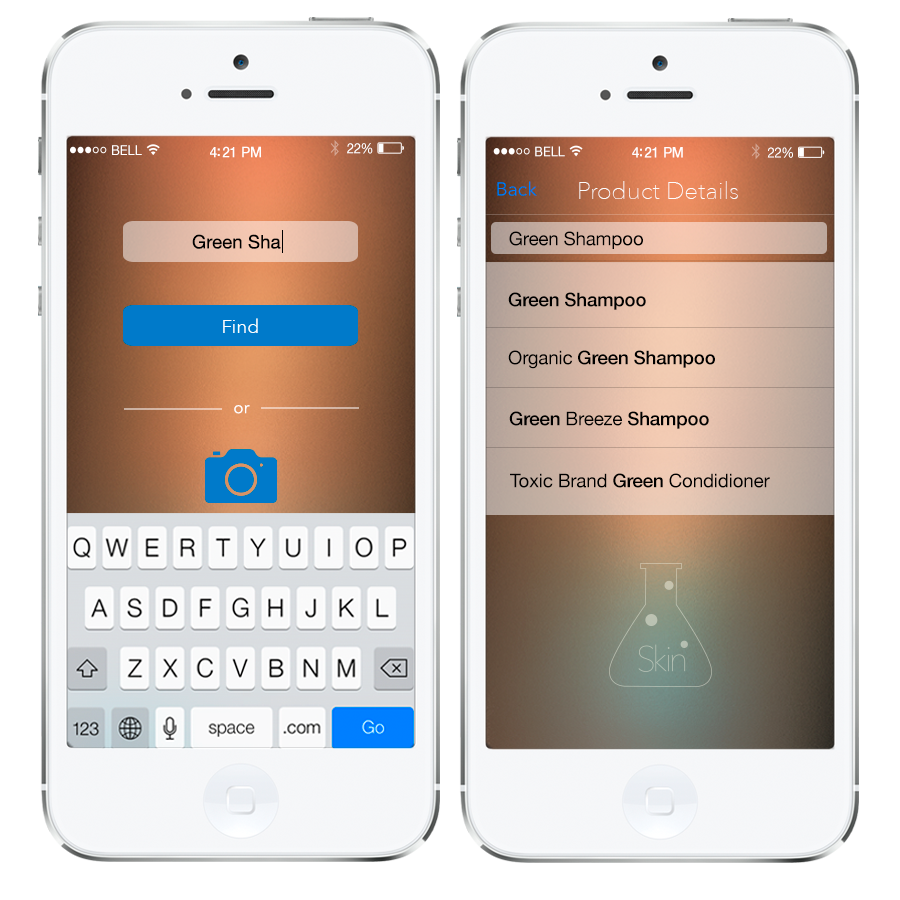 BELL 4:21 PM 22%
Green Sha
Find
or
Q W E R T Y U I O P
A S D F G H J K L
Z X C V B N M
123 space .com Go
BELL 4:21 PM 22%
Back Product Details
Green Shampoo
Green Shampoo
Organic Green Shampoo
Green Breeze Shampoo
Toxic Brand Green Condidioner
Skin